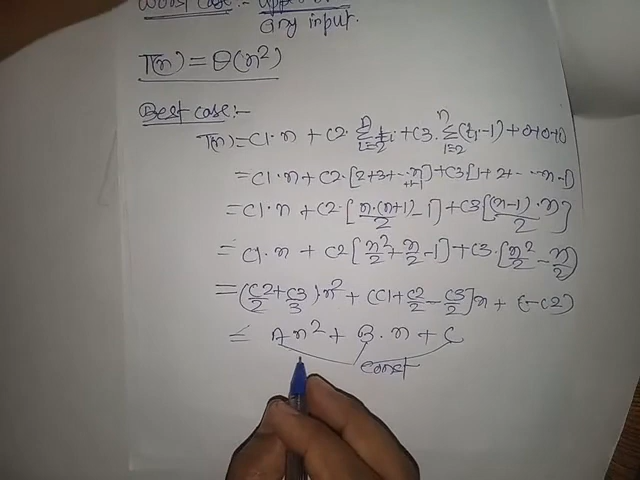 Worst case:- upper
any input.
T(n) = θ(n²)
Best case:-
T(n) = C1·n + C2· Σ_{i=2}^{n} ti + C3· Σ_{i=2}^{n} (ti-1) + 0+0+0
= C1·n + C2·[2+3+---n] + C3[1+2+- --n-1]
= C1·n + C2·[n·(n+1)/2 - 1] + C3[(n-1)·n/2]
= C1·n + C2[n²/2 + n/2 - 1] + C3·[n²/2 - n/2]
= (C2/2 + C3/3)·n² + (C1 + C2/2 - C3/2]n + (-C2)
= An² + B·n + C
const